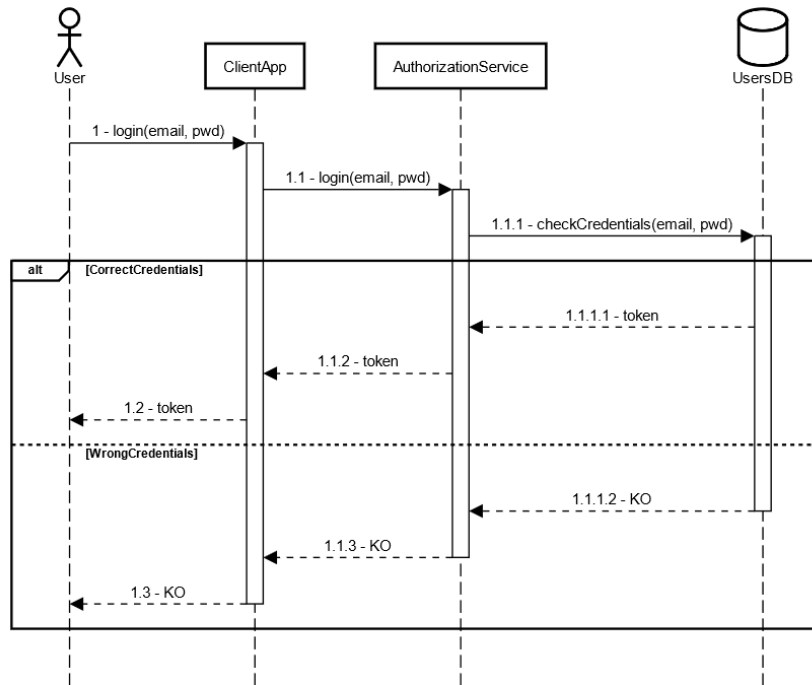 User
ClientApp
AuthorizationService
UsersDB
1 - login(email, pwd)
1.1 - login(email, pwd)
1.1.1 - checkCredentials(email, pwd)
alt
[CorrectCredentials]
1.1.1.1 - token
1.1.2 - token
1.2 - token
[WrongCredentials]
1.1.1.2 - KO
1.1.3 - KO
1.3 - KO